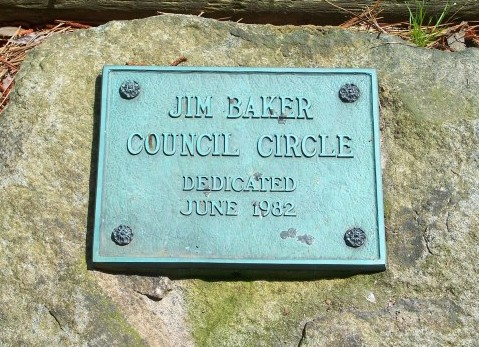 JIM BAKER
COUNCIL CIRCLE
DEDICATED
JUNE 1982